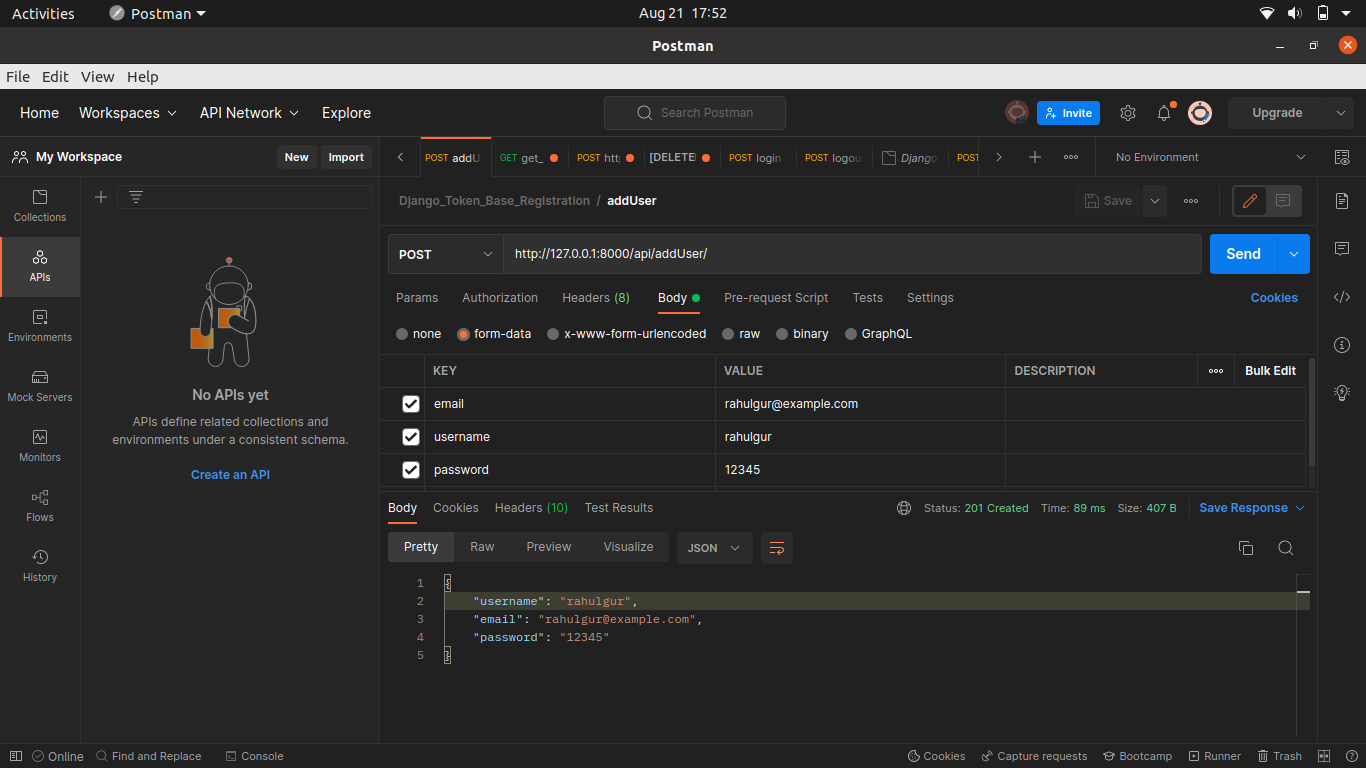 Activities Postman Aug 21 17:52
Postman
File Edit View Help
Home Workspaces API Network Explore Search Postman Invite Upgrade
My Workspace New Import
POST addU GET get_ POST htt [DELETE POST login POST logou Django POST No Environment
Django_Token_Base_Registration / addUser Save
Collections
APIs
Environments
Mock Servers
Monitors
Flows
History
No APIs yet
APIs define related collections and
environments under a consistent schema.
Create an API
POST http://127.0.0.1:8000/api/addUser/ Send
Params Authorization Headers (8) Body Pre-request Script Tests Settings Cookies
none form-data x-www-form-urlencoded raw binary GraphQL
KEY VALUE DESCRIPTION Bulk Edit
email rahulgur@example.com
username rahulgur
password 12345
Body Cookies Headers (10) Test Results Status: 201 Created Time: 89 ms Size: 407 B Save Response
Pretty Raw Preview Visualize JSON
1 {
2 "username": "rahulgur",
3 "email": "rahulgur@example.com",
4 "password": "12345"
5 }
Online Find and Replace Console Cookies Capture requests Bootcamp Runner Trash